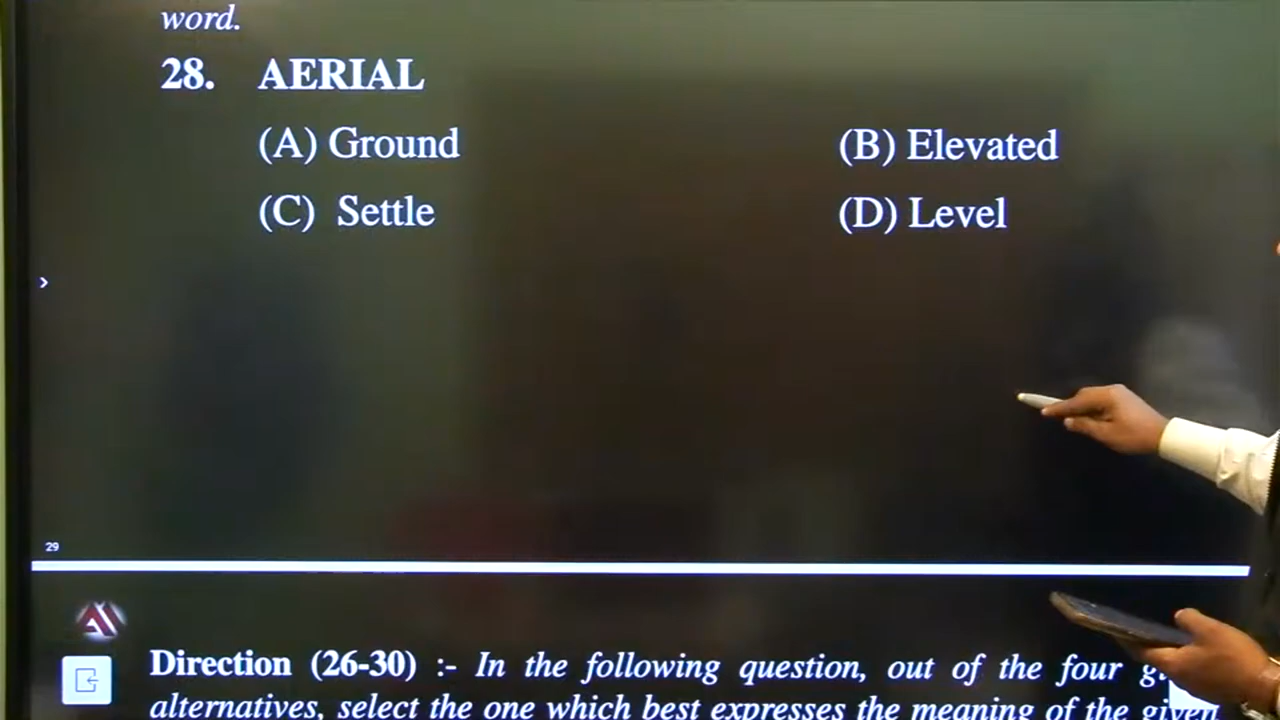 word.
28. AERIAL
(A) Ground (B) Elevated
(C) Settle (D) Level
29
Direction (26-30) :- In the following question, out of the four
alternatives, select the one which best expresses the meaning of the given